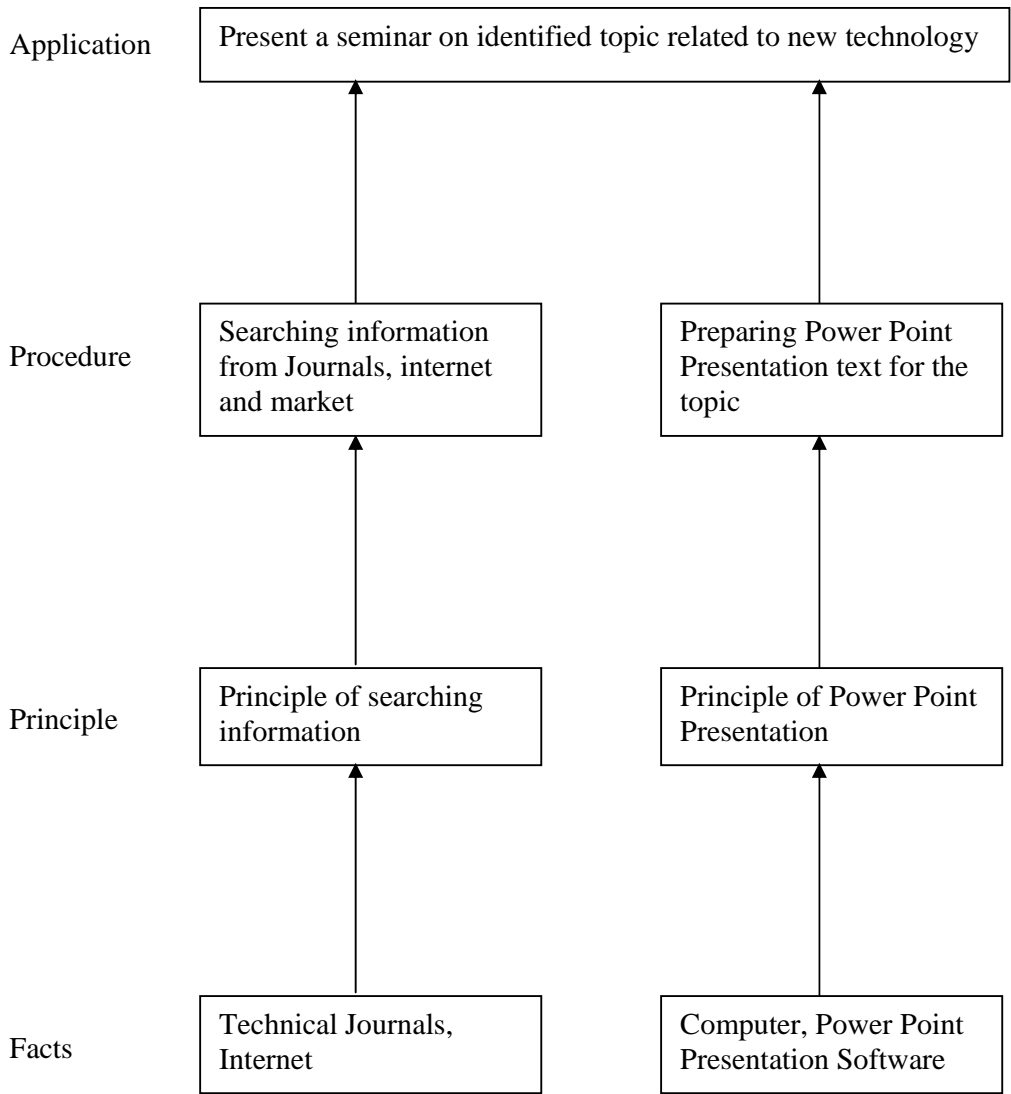 Application
Present a seminar on identified topic related to new technology
Procedure
Searching information
from Journals, internet
and market
Preparing Power Point
Presentation text for the
topic
Principle
Principle of searching
information
Principle of Power Point
Presentation
Facts
Technical Journals,
Internet
Computer, Power Point
Presentation Software